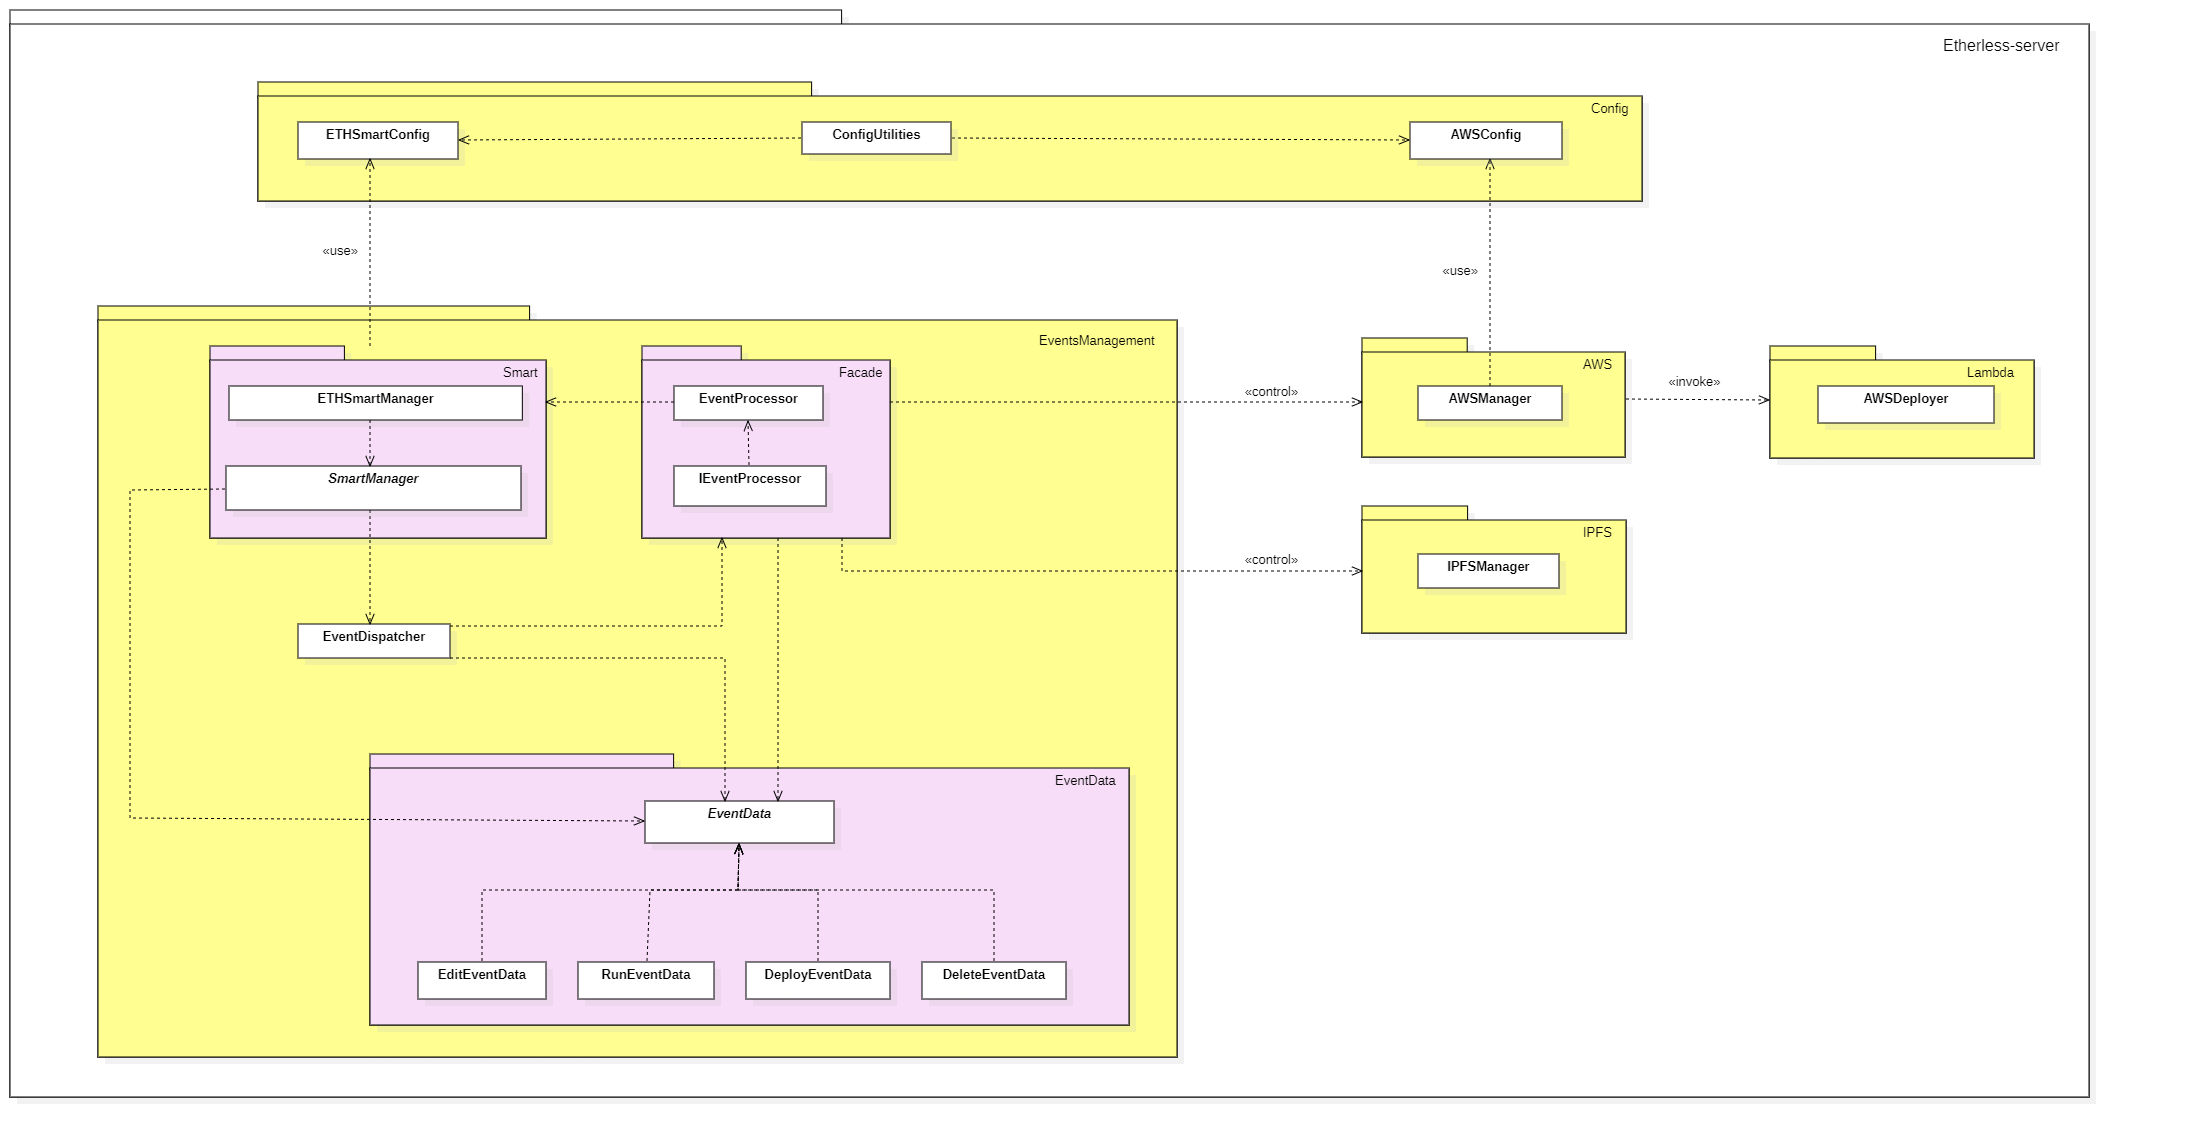 Etherless-server
Config
ETHSmartConfig
ConfigUtilities
AWSConfig
«use»
«use»
EventsManagement
Smart
Facade
AWS
Lambda
ETHSmartManager
EventProcessor
«control»
AWSManager
«invoke»
AWSDeployer
SmartManager
IEventProcessor
IPFS
«control»
IPFSManager
EventDispatcher
EventData
EventData
EditEventData
RunEventData
DeployEventData
DeleteEventData